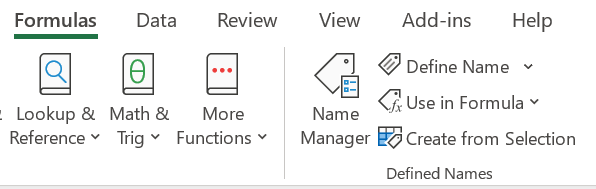 Formulas Data Review View Add-ins Help
Lookup & Reference
Math & Trig
More Functions
Name Manager
Define Name
Use in Formula
Create from Selection
Defined Names